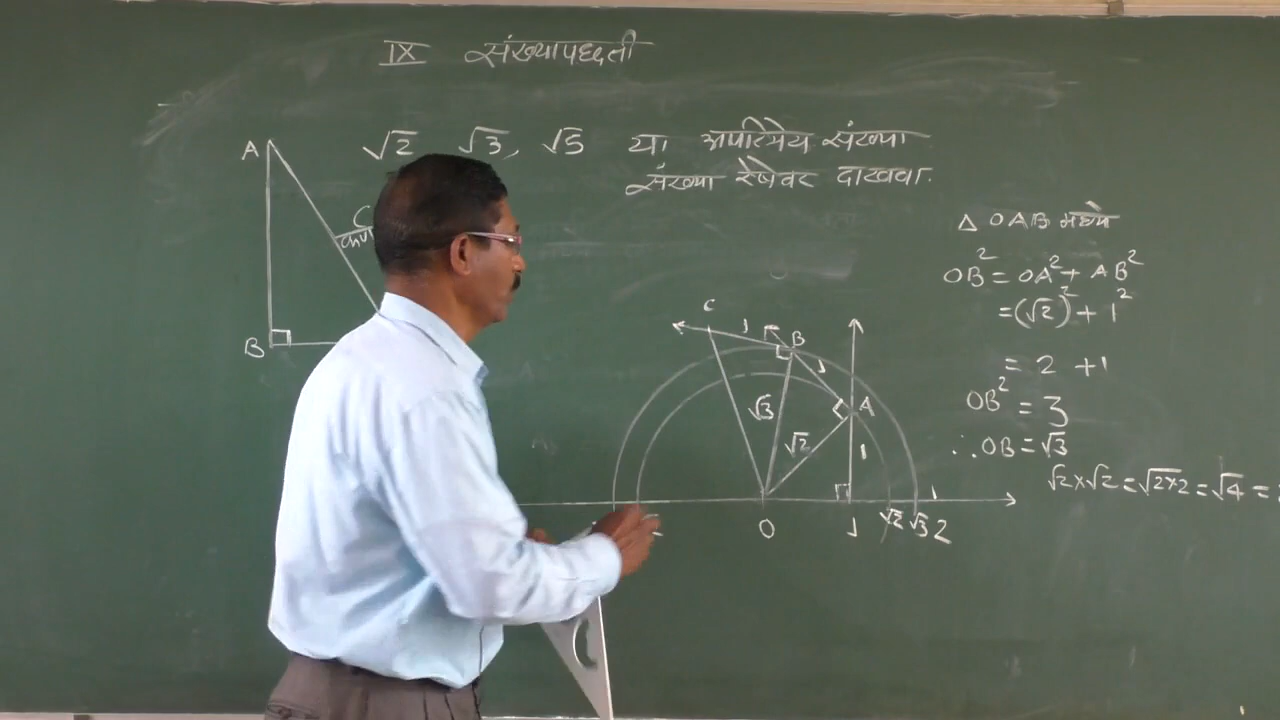 IX संख्यापद्धती
√2 √3, √5 या अपरिमेय संख्या
संख्या रेषेवर दाखवा.
A
B
△ OAB मध्ये
OB² = OA² + AB²
= (√2)² + 1²
= 2 + 1
OB² = 3
∴ OB = √3
√2 × √2 = √2×2 = √4 =
C 1 B
1
√3 A
√2 1
O 1 √2 √3 2